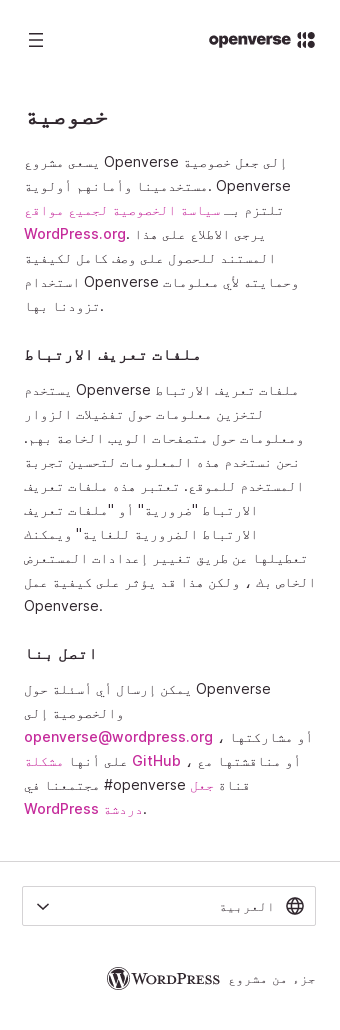 openverse
خصوصية
يسعى مشروع Openverse إلى جعل خصوصية
مستخدمينا وأمانهم أولوية. Openverse
تلتزم بـ سياسة الخصوصية لجميع مواقع
WordPress.org. يرجى الاطلاع على هذا
المستند للحصول على وصف كامل لكيفية
استخدام Openverse وحمايته لأي معلومات
تزودنا بها.
ملفات تعريف الارتباط
يستخدم Openverse ملفات تعريف الارتباط
لتخزين معلومات حول تفضيلات الزوار
ومعلومات حول متصفحات الويب الخاصة بهم.
نحن نستخدم هذه المعلومات لتحسين تجربة
المستخدم للموقع. تعتبر هذه ملفات تعريف
الارتباط "ضرورية" أو "ملفات تعريف
الارتباط الضرورية للغاية" ويمكنك
تعطيلها عن طريق تغيير إعدادات المستعرض
الخاص بك ، ولكن هذا قد يؤثر على كيفية عمل
Openverse.
اتصل بنا
يمكن إرسال أي أسئلة حول Openverse
والخصوصية إلى
openverse@wordpress.org ، أو مشاركتها
على أنها مشكلة GitHub ، أو مناقشتها مع
مجتمعنا في #openverse قناة جعل
WordPress دردشة.
العربية
جزء من مشروع WORDPRESS